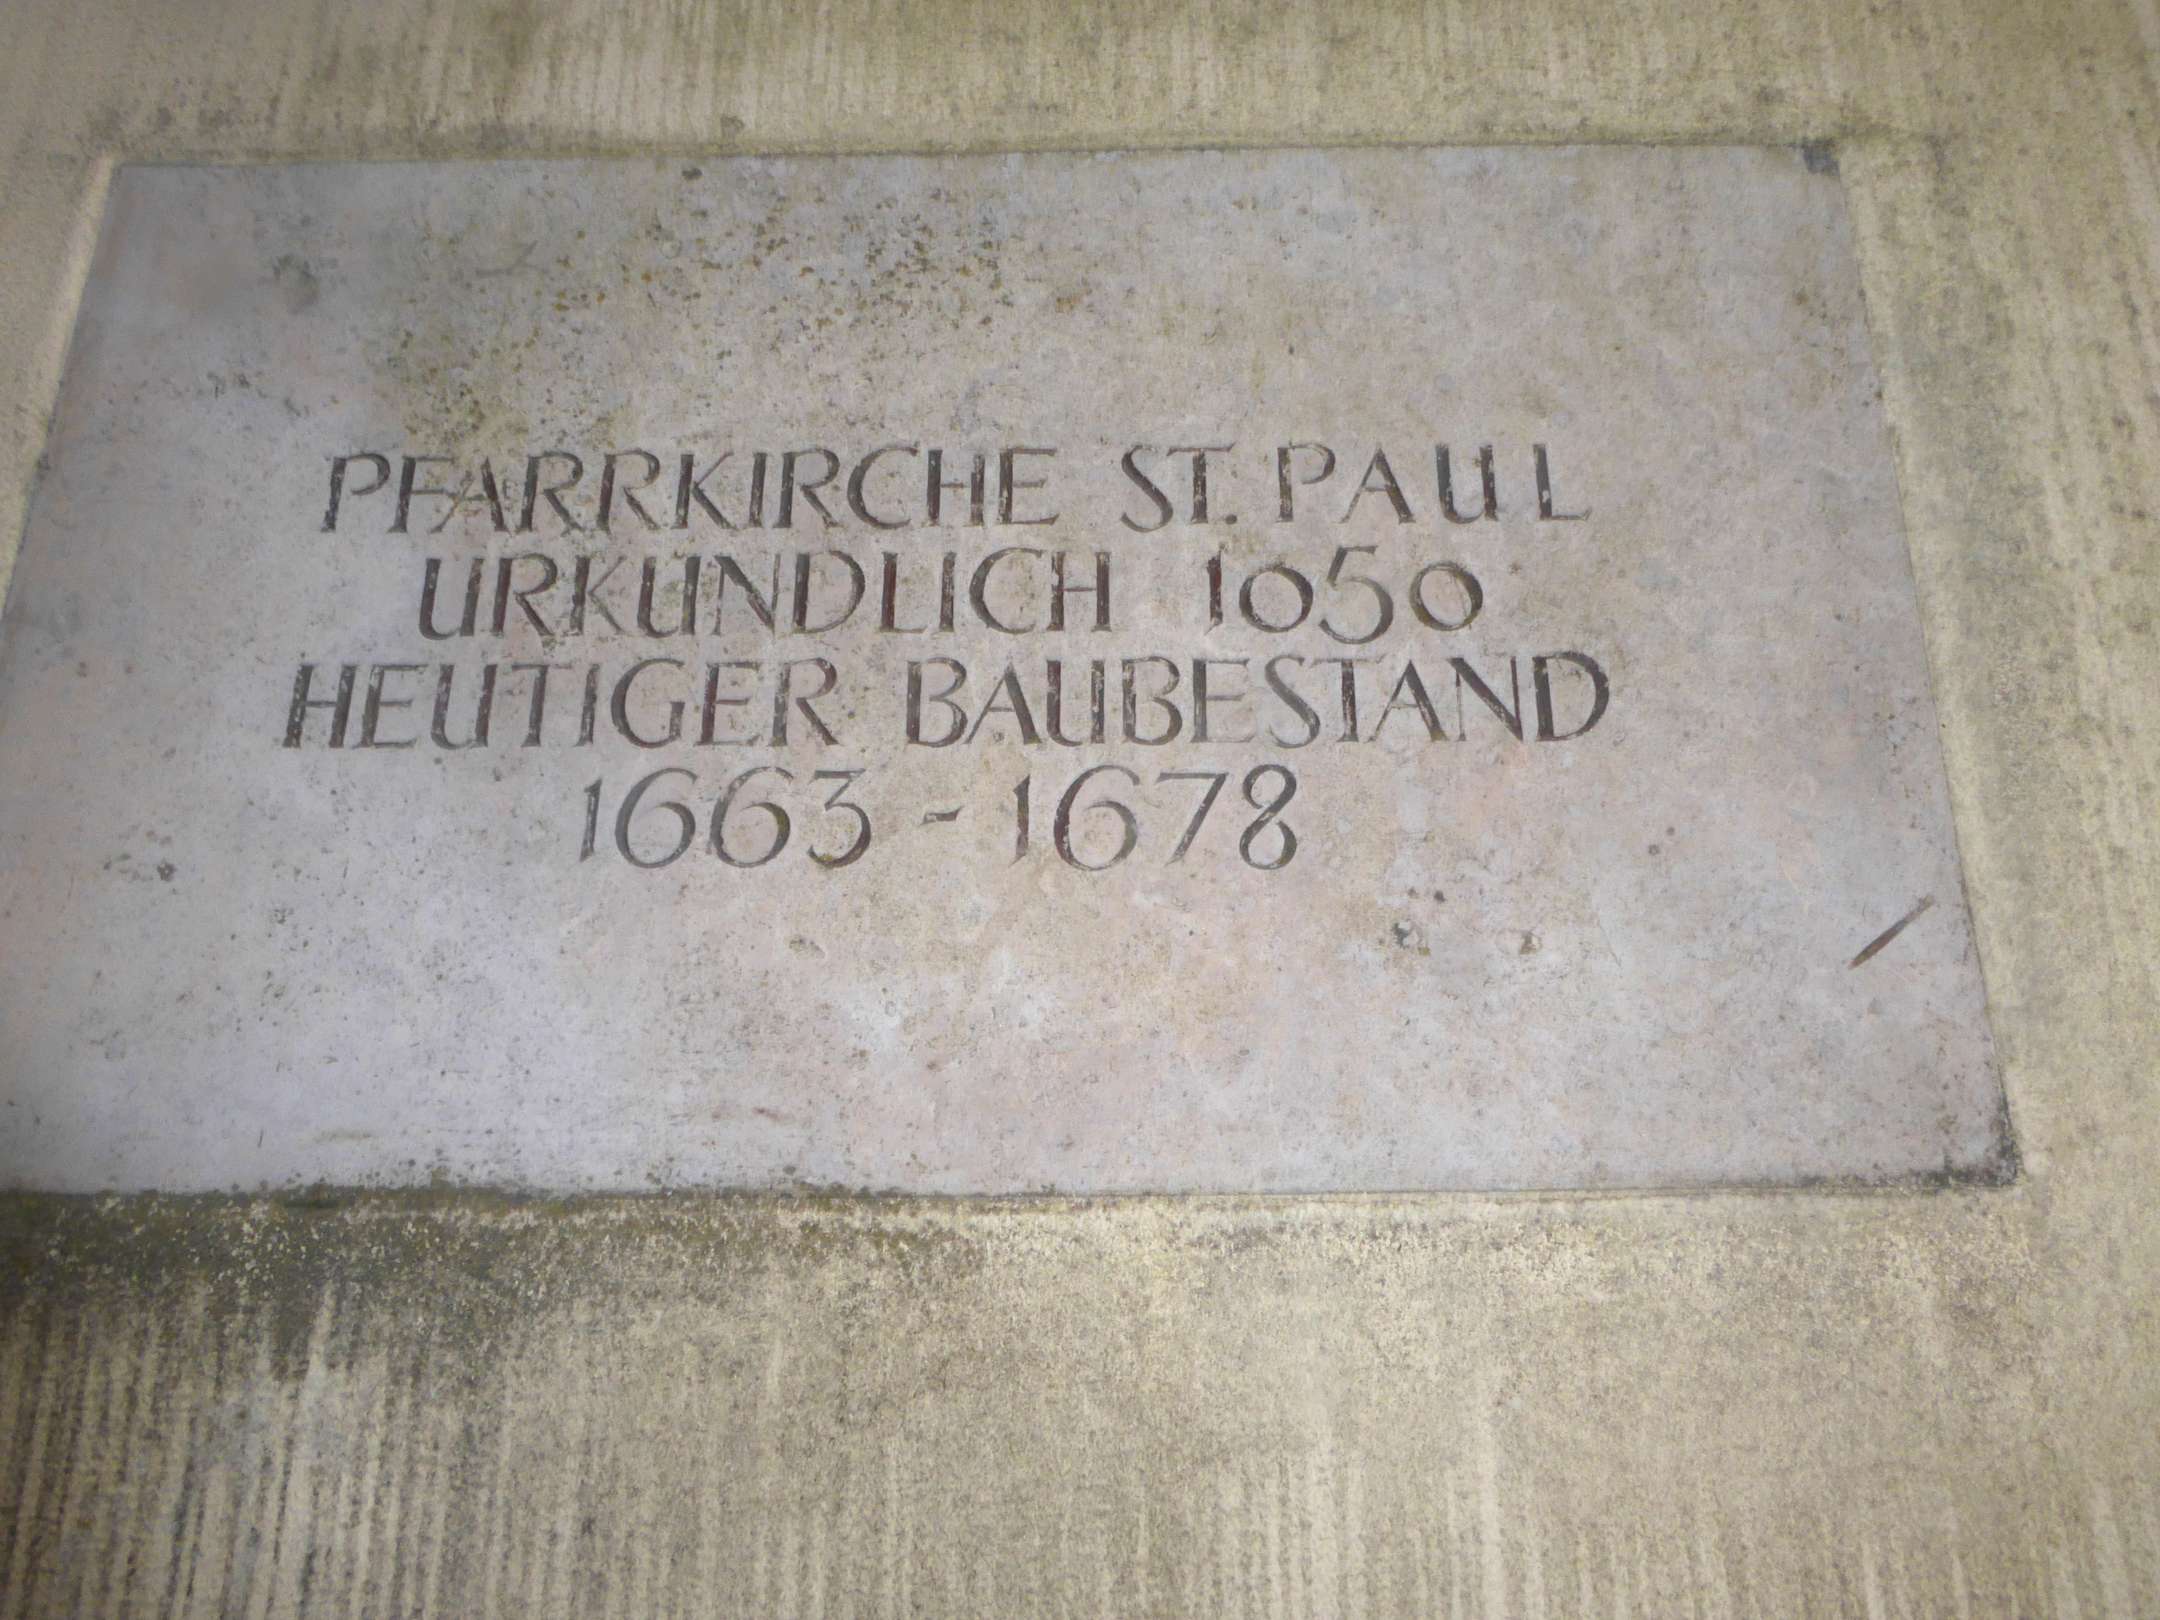 PFARRKIRCHE ST. PAUL
URKUNDLICH 1050
HEUTIGER BAUBESTAND
1663 - 1678